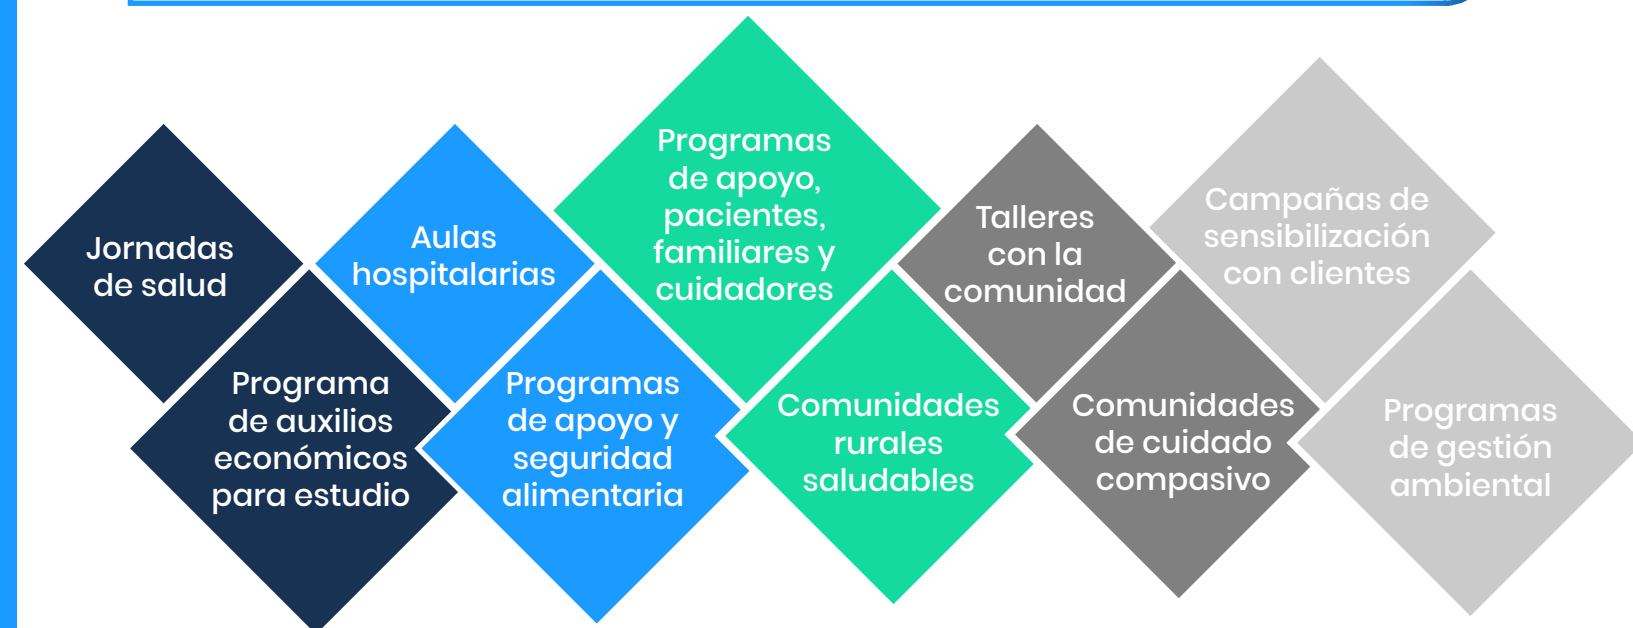 Jornadas
de salud
Aulas
hospitalarias
Programas
de apoyo,
pacientes,
familiares y
cuidadores
Talleres
con la
comunidad
Campañas de
sensibilización
con clientes
Programa
de auxilios
económicos
para estudio
Programas
de apoyo y
seguridad
alimentaria
Comunidades
rurales
saludables
Comunidades
de cuidado
compasivo
Programas
de gestión
ambiental